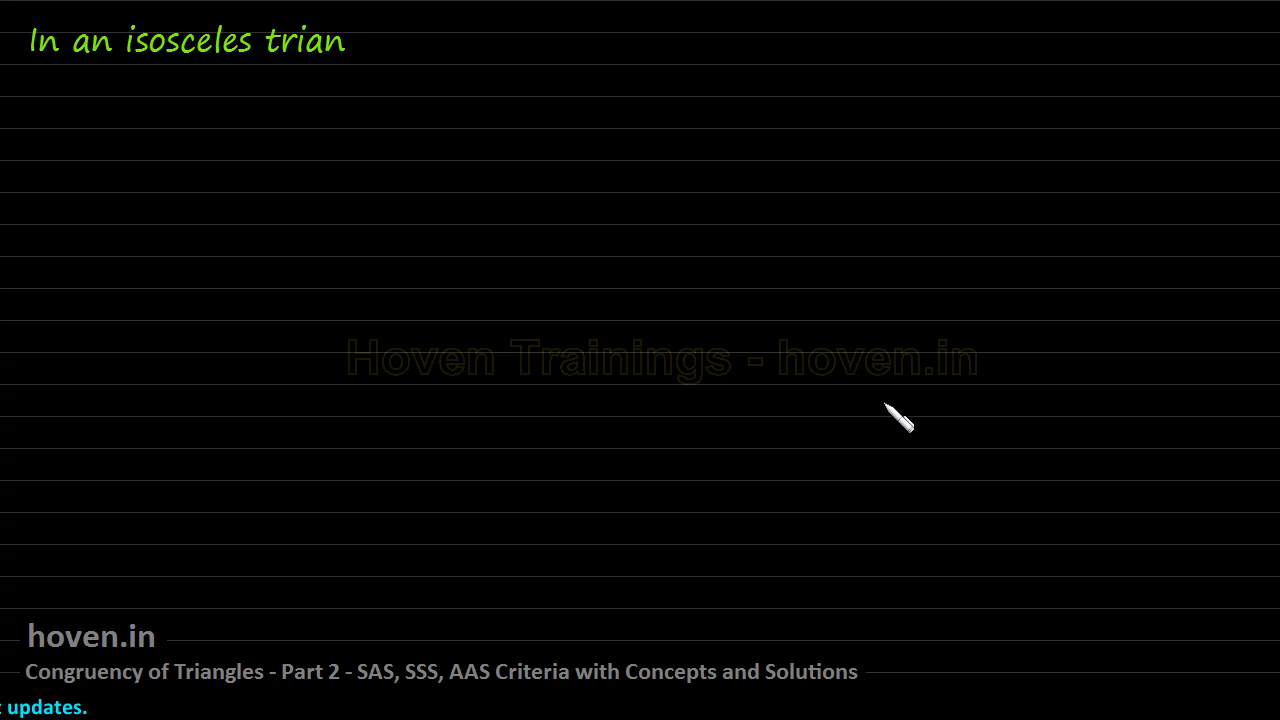 In an isosceles trian
Hoven Trainings - hoven.in
hoven.in
Congruency of Triangles - Part 2 - SAS, SSS, AAS Criteria with Concepts and Solutions
updates.